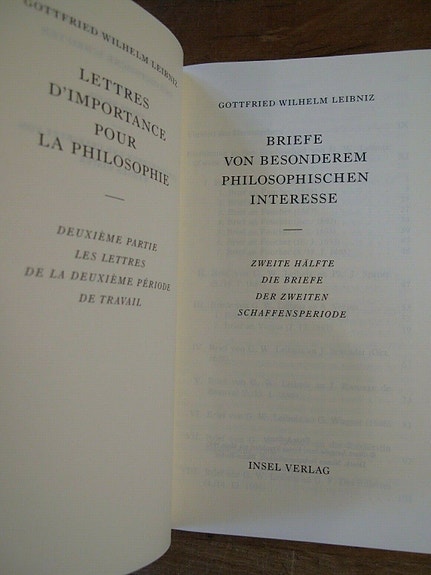 GOTTFRIED WILHELM LEIBNIZ
LETTRES
D'IMPORTANCE
POUR
LA PHILOSOPHIE
DEUXIÈME PARTIE
LES LETTRES
DE LA DEUXIÈME PÉRIODE
DE TRAVAIL
GOTTFRIED WILHELM LEIBNIZ
BRIEFE
VON BESONDEREM
PHILOSOPHISCHEN
INTERESSE
ZWEITE HÄLFTE
DIE BRIEFE
DER ZWEITEN
SCHAFFENSPERIODE
INSEL VERLAG